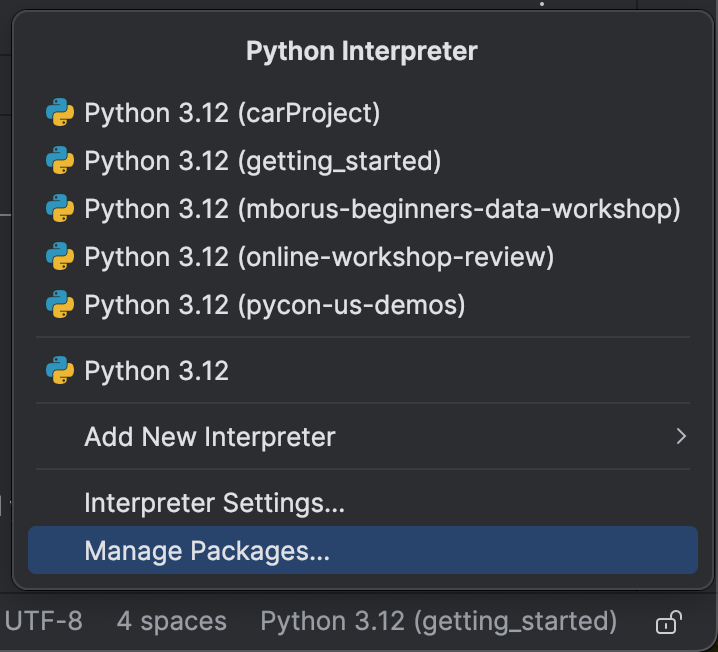 Python Interpreter
Python 3.12 (carProject)
Python 3.12 (getting_started)
Python 3.12 (mborus-beginners-data-workshop)
Python 3.12 (online-workshop-review)
Python 3.12 (pycon-us-demos)
Python 3.12
Add New Interpreter
Interpreter Settings...
Manage Packages...
UTF-8 4 spaces Python 3.12 (getting_started)